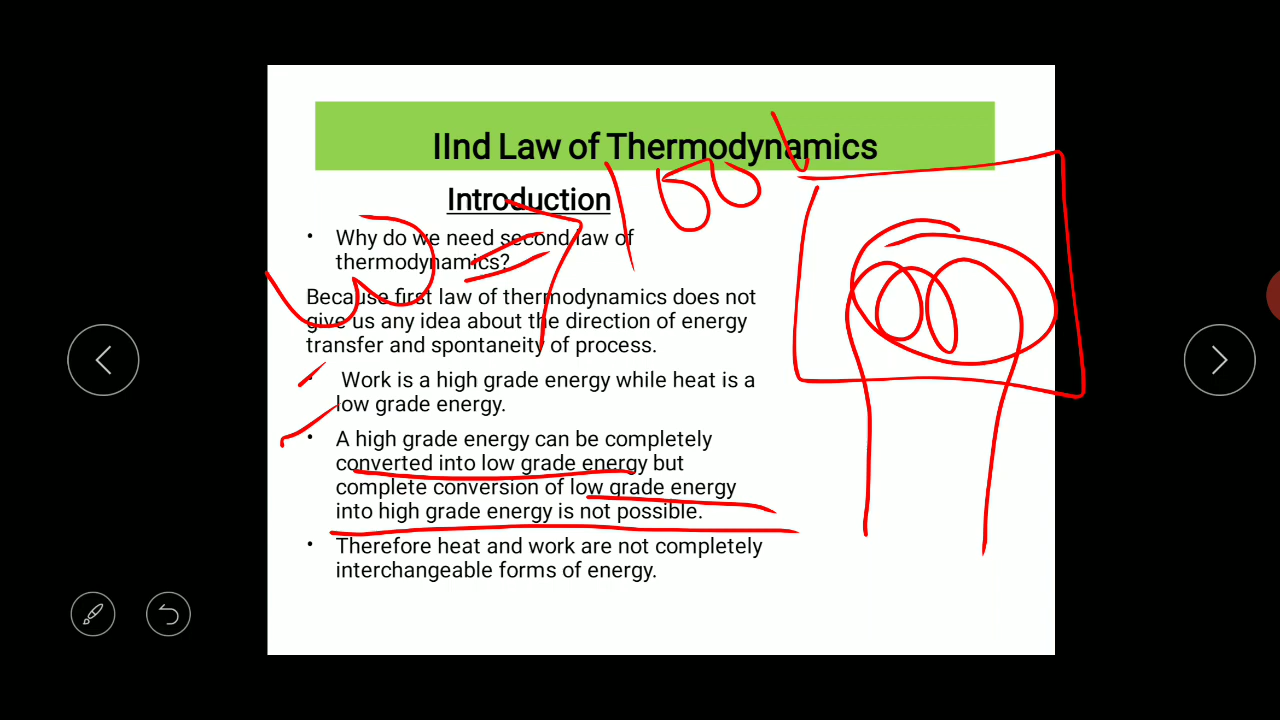 IInd Law of Thermodynamics
Introduction
• Why do we need second law of
thermodynamics?
Because first law of thermodynamics does not
give us any idea about the direction of energy
transfer and spontaneity of process.
• Work is a high grade energy while heat is a
low grade energy.
• A high grade energy can be completely
converted into low grade energy but
complete conversion of low grade energy
into high grade energy is not possible.
• Therefore heat and work are not completely
interchangeable forms of energy.